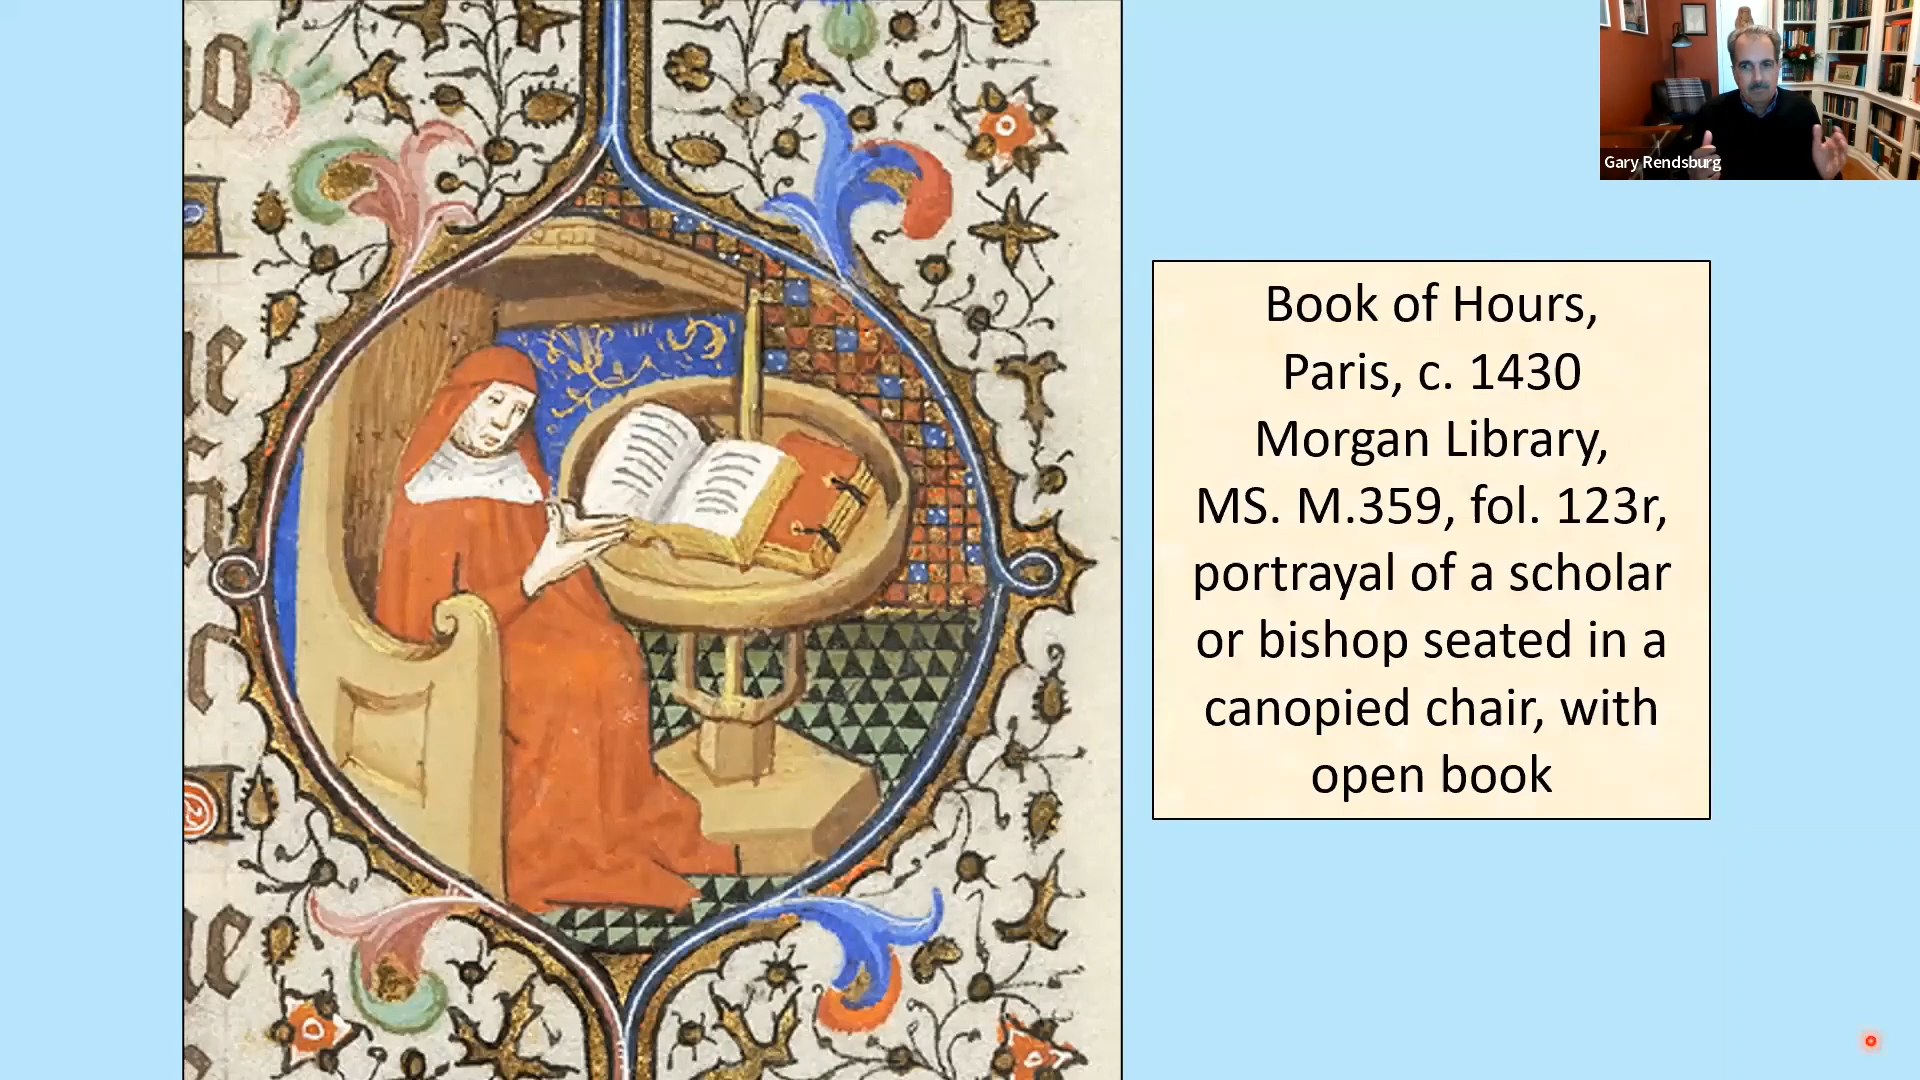 Gary Rendsburg
Book of Hours,
Paris, c. 1430
Morgan Library,
MS. M.359, fol. 123r,
portrayal of a scholar
or bishop seated in a
canopied chair, with
open book